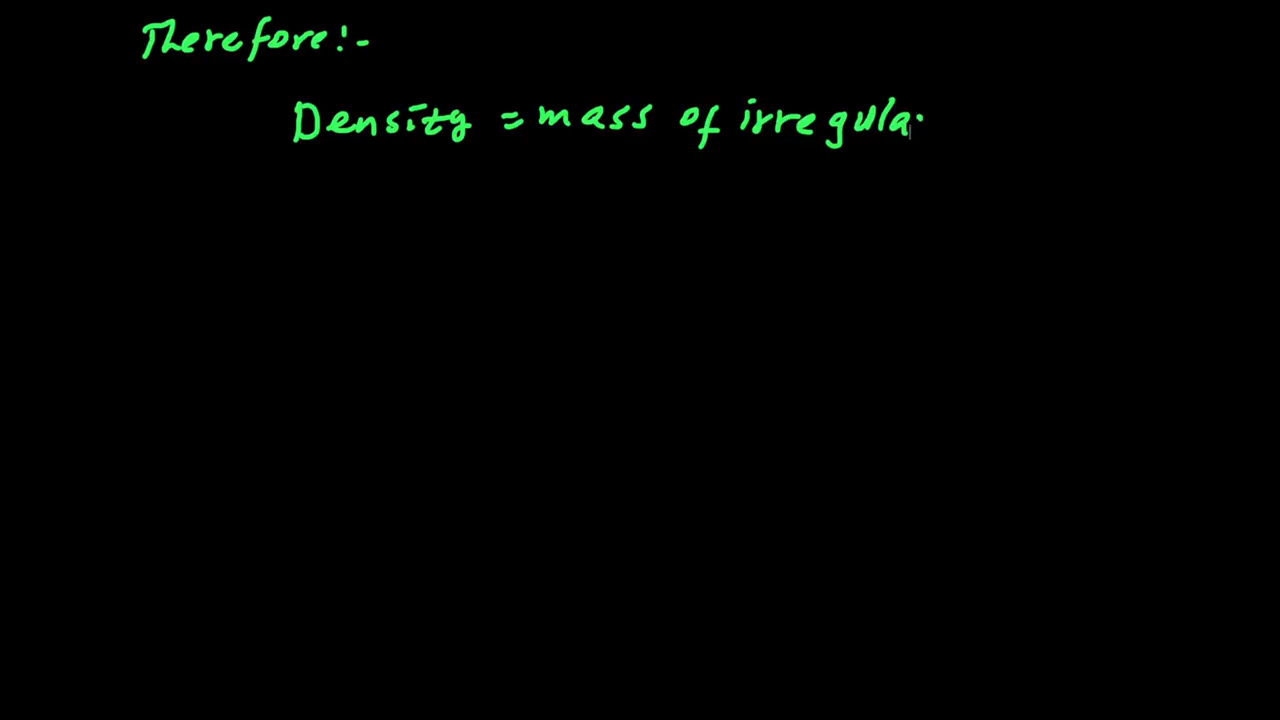 Therefore:-
Density = mass of irregula